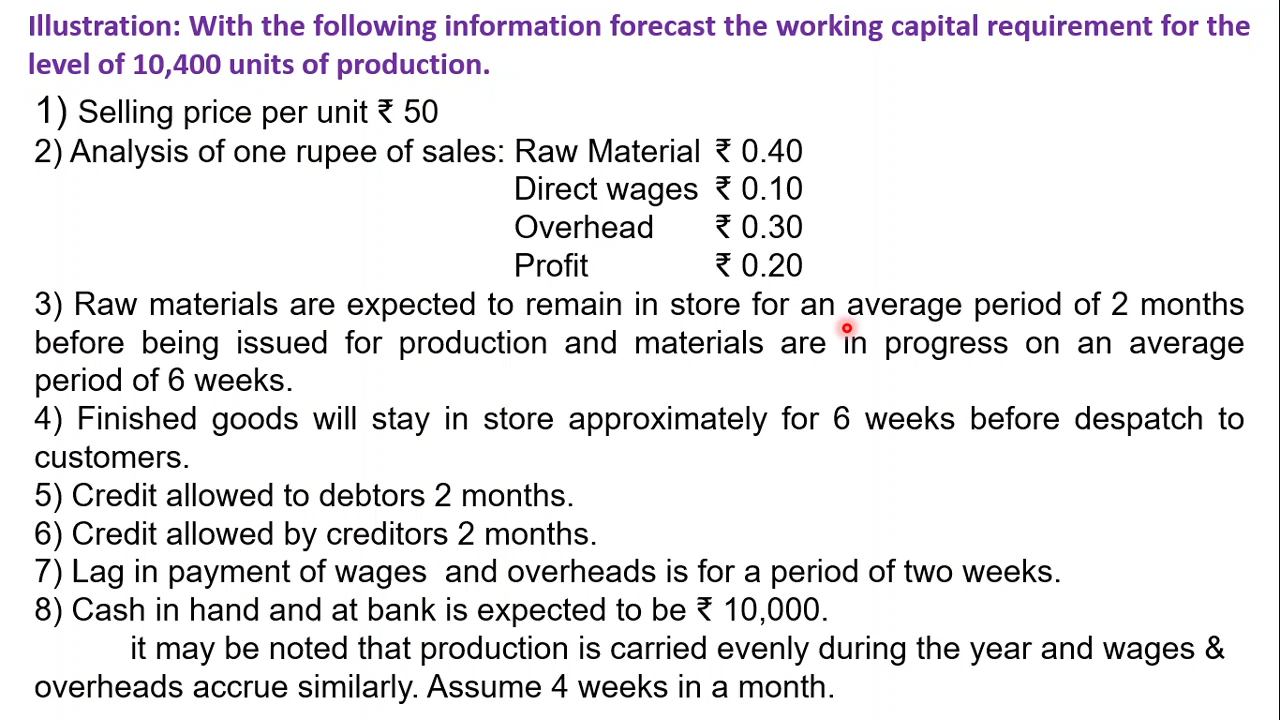 Illustration: With the following information forecast the working capital requirement for the
level of 10,400 units of production.
1) Selling price per unit ₹ 50
2) Analysis of one rupee of sales: Raw Material ₹ 0.40
Direct wages ₹ 0.10
Overhead ₹ 0.30
Profit ₹ 0.20
3) Raw materials are expected to remain in store for an average period of 2 months
before being issued for production and materials are in progress on an average
period of 6 weeks.
4) Finished goods will stay in store approximately for 6 weeks before despatch to
customers.
5) Credit allowed to debtors 2 months.
6) Credit allowed by creditors 2 months.
7) Lag in payment of wages and overheads is for a period of two weeks.
8) Cash in hand and at bank is expected to be ₹ 10,000.
it may be noted that production is carried evenly during the year and wages &
overheads accrue similarly. Assume 4 weeks in a month.